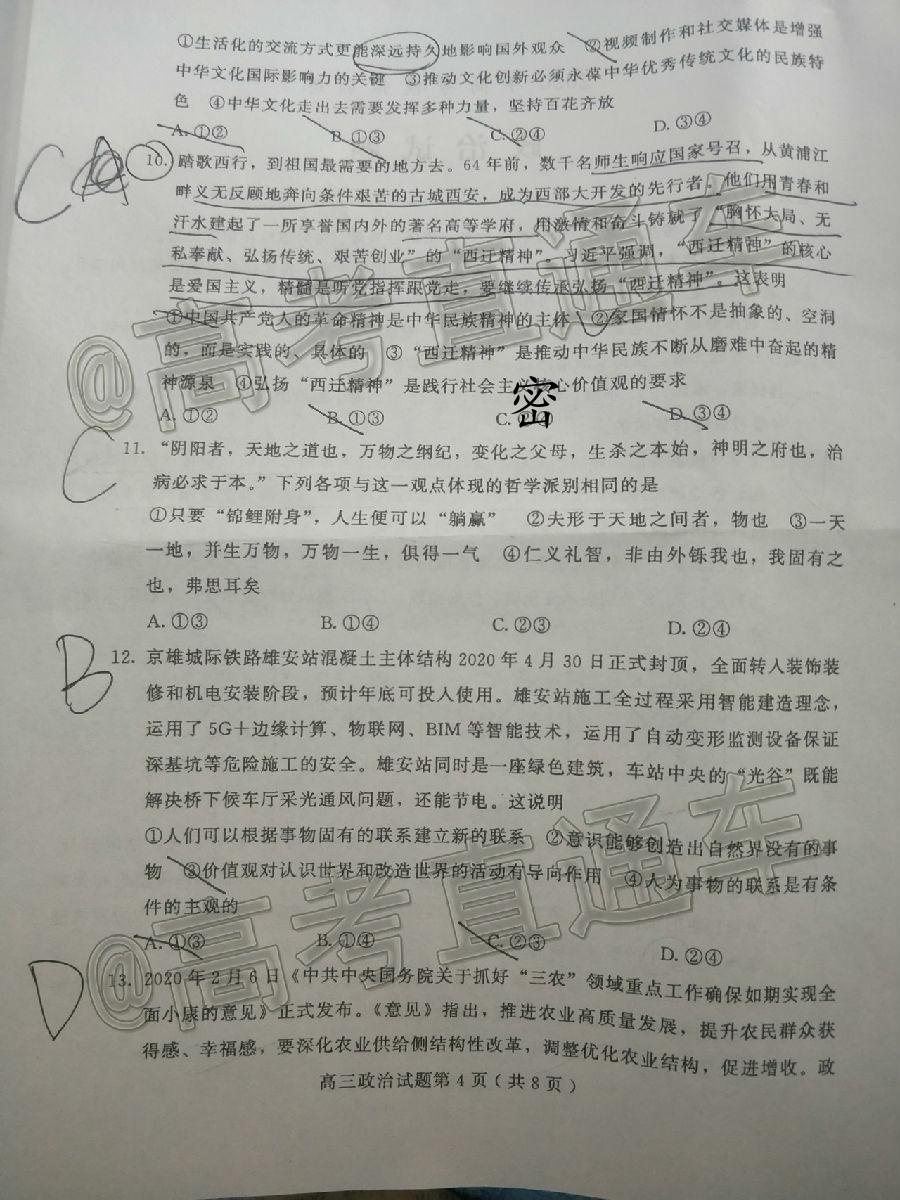 ①生活化的交流方式更能深远持久地影响国外观众 ②视频制作和社交媒体是增强
中华文化国际影响力的关键 ③推动文化创新必须永葆中华优秀传统文化的民族特
色 ④中华文化走出去需要发挥多种力量，坚持百花齐放
A. ①② B. ①③ C. ②④ D. ③④
C
10. 踏歌西行，到祖国最需要的地方去。64年前，数千名师生响应国家号召，从黄浦江
畔义无反顾地奔向条件艰苦的古城西安，成为西部大开发的先行者。他们用青春和
汗水建起了一所享誉国内外的著名高等学府，用激情和奋斗铸就了“胸怀大局、无
私奉献、弘扬传统、艰苦创业”的“西迁精神”。习近平强调，“西迁精神”的核心
是爱国主义，精髓是听党指挥跟党走，要继续传承弘扬“西迁精神”。这表明
①中国共产党人的革命精神是中华民族精神的主体 ②家国情怀不是抽象的、空洞
的，而是实践的、具体的 ③“西迁精神”是推动中华民族不断从磨难中奋起的精
神源泉 ④弘扬“西迁精神”是践行社会主义核心价值观的要求
A. ①② B. ①③ C. ②④ D. ③④
密
C
11. “阴阳者，天地之道也，万物之纲纪，变化之父母，生杀之本始，神明之府也，治
病必求于本。”下列各项与这一观点体现的哲学派别相同的是
①只要“锦鲤附身”，人生便可以“躺赢” ②夫形于天地之间者，物也 ③一天
一地，并生万物，万物一生，俱得一气 ④仁义礼智，非由外铄我也，我固有之
也，弗思耳矣
A. ①③ B. ①④ C. ②③ D. ②④
B
12. 京雄城际铁路雄安站混凝土主体结构2020年4月30日正式封顶，全面转入装饰装
修和机电安装阶段，预计年底可投入使用。雄安站施工全过程采用智能建造理念，
运用了5G+边缘计算、物联网、BIM等智能技术，运用了自动变形监测设备保证
深基坑等危险施工的安全。雄安站同时是一座绿色建筑，车站中央的“光谷”既能
解决桥下候车厅采光通风问题，还能节电。这说明
①人们可以根据事物固有的联系建立新的联系 ②意识能够创造出自然界没有的事
物 ③价值观对认识世界和改造世界的活动有导向作用 ④人为事物的联系是有条
件的主观的
A. ①③ B. ①④ C. ②③ D. ②④
D
13. 2020年2月6日《中共中央国务院关于抓好“三农”领域重点工作确保如期实现全
面小康的意见》正式发布。《意见》指出，推进农业高质量发展，提升农民群众获
得感、幸福感，要深化农业供给侧结构性改革，调整优化农业结构，促进增收。政
高三政治试题第4页（共8页）
@高考直通车
@高考直通车